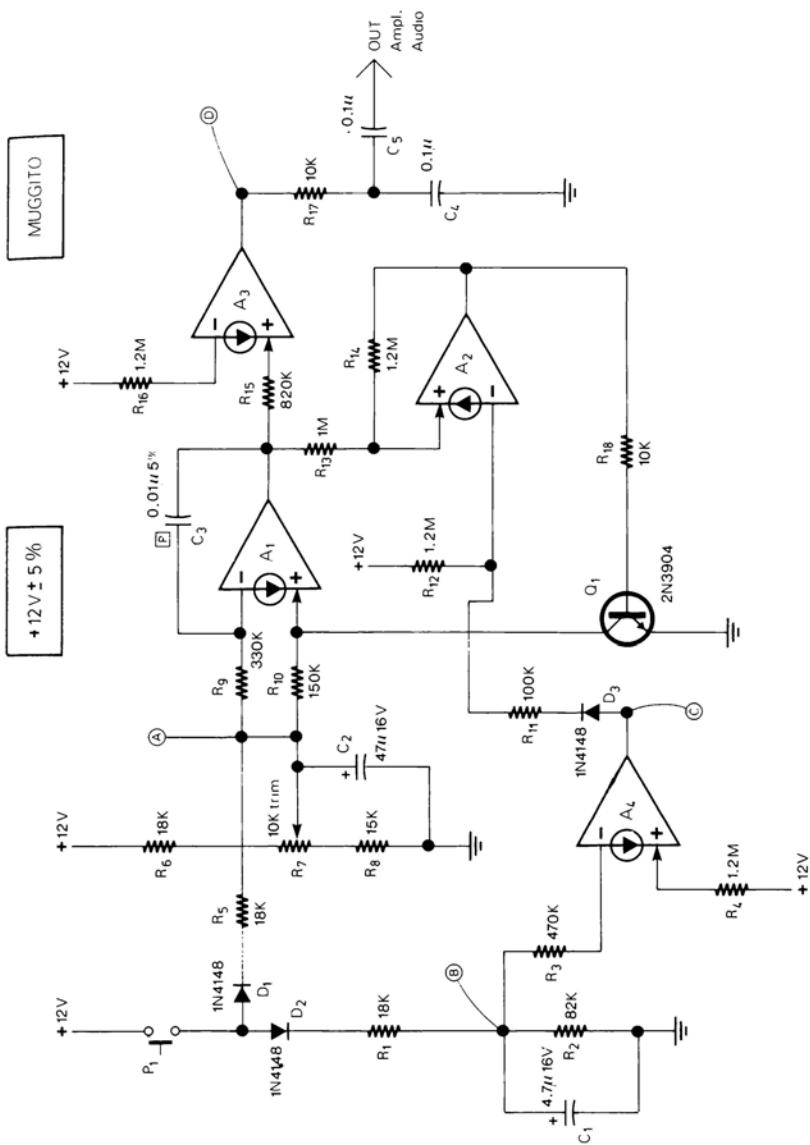 +12V ± 5 %
MUGGITO
+12V
P1
1N4148
D1
1N4148
D2
R5
18K
R1
18K
B
4.7µ 16V
+
C1
R2
82K
R3
470K
+12V
R6
18K
10K trim
R7
R8
15K
+
C2
47µ 16V
A
R9
330K
R10
150K
P
0.01µ 5%
C3
A1
−
+
+12V
R16
1.2M
R15
820K
A3
−
+
D
R17
10K
0.1µ
C5
OUT
Ampl.
Audio
0.1µ
C4
R13
1M
R14
1.2M
A2
+
−
+12V
R12
1.2M
R11
100K
1N4148
D3
C
A4
−
+
R4
1.2M
+12V
Q1
2N3904
R18
10K